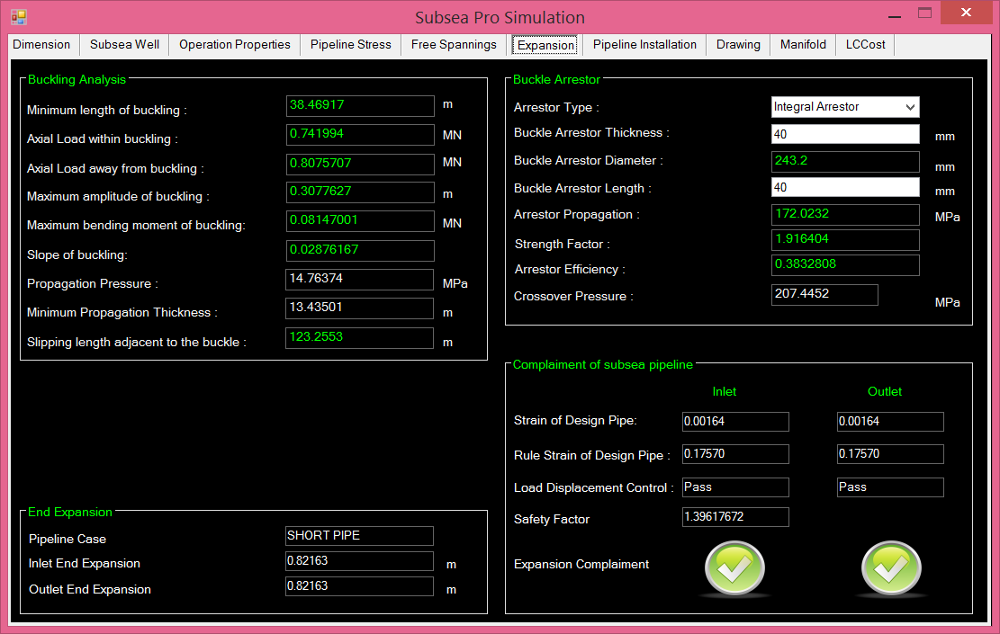 Subsea Pro Simulation
Dimension Subsea Well Operation Properties Pipeline Stress Free Spannings Expansion Pipeline Installation Drawing Manifold LCCost
Buckling Analysis
Minimum length of buckling : 38.46917 m
Axial Load within buckling : 0.741994 MN
Axial Load away from buckling : 0.8075707 MN
Maximum amplitude of buckling : 0.3077627 m
Maximum bending moment of buckling: 0.08147001 MN
Slope of buckling: 0.02876167
Propagation Pressure : 14.76374 MPa
Minimum Propagation Thickness : 13.43501 m
Slipping length adjacent to the buckle : 123.2553 m
End Expansion
Pipeline Case SHORT PIPE
Inlet End Expansion 0.82163 m
Outlet End Expansion 0.82163 m
Buckle Arrestor
Arrestor Type : Integral Arrestor
Buckle Arrestor Thickness : 40 mm
Buckle Arrestor Diameter : 243.2 mm
Buckle Arrestor Length : 40 mm
Arrestor Propagation : 172.0232 MPa
Strength Factor : 1.916404
Arrestor Efficiency : 0.3832808
Crossover Pressure : 207.4452 MPa
Complaiment of subsea pipeline
Inlet Outlet
Strain of Design Pipe: 0.00164 0.00164
Rule Strain of Design Pipe : 0.17570 0.17570
Load Displacement Control : Pass Pass
Safety Factor 1.39617672
Expansion Complaiment